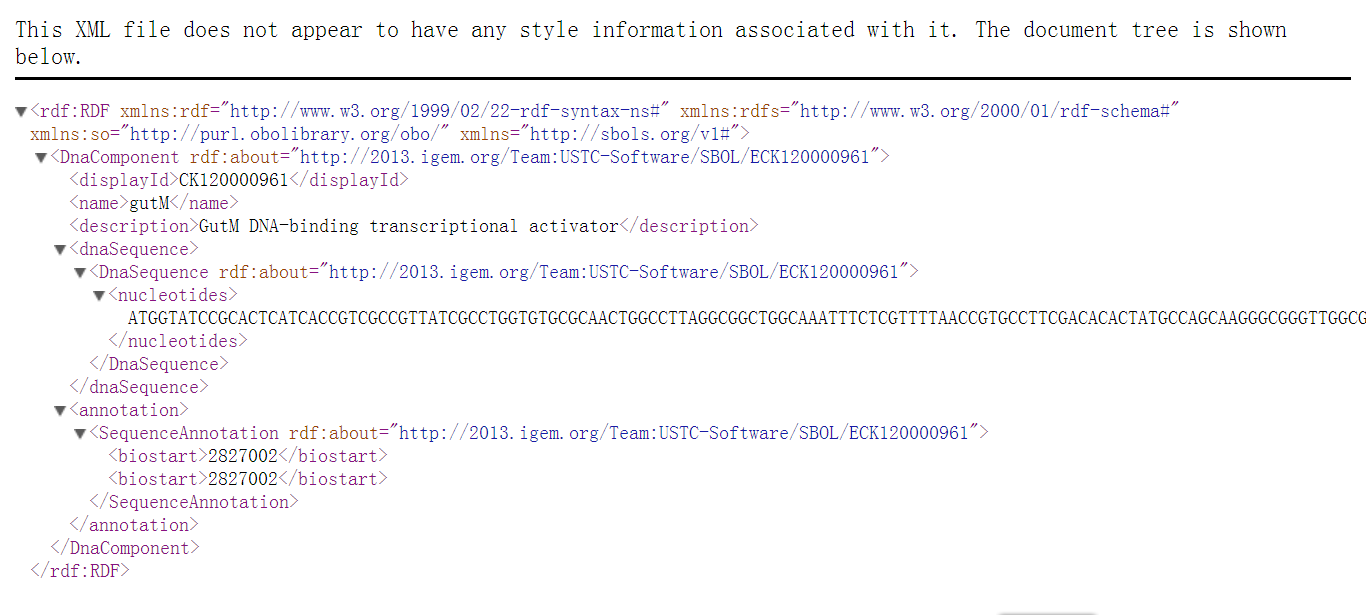 This XML file does not appear to have any style information associated with it. The document tree is shown
below.
▼<rdf:RDF xmlns:rdf="http://www.w3.org/1999/02/22-rdf-syntax-ns#" xmlns:rdfs="http://www.w3.org/2000/01/rdf-schema#"
xmlns:so="http://purl.obolibrary.org/obo/" xmlns="http://sbols.org/v1#">
▼<DnaComponent rdf:about="http://2013.igem.org/Team:USTC-Software/SBOL/ECK120000961">
<displayId>CK120000961</displayId>
<name>gutM</name>
<description>GutM DNA-binding transcriptional activator</description>
▼<dnaSequence>
▼<DnaSequence rdf:about="http://2013.igem.org/Team:USTC-Software/SBOL/ECK120000961">
▼<nucleotides>
ATGGTATCCGCACTCATCACCGTCGCCGTTATCGCCTGGTGTGCGCAACTGGCCTTAGGCGGCTGGCAAATTTCTCGTTTTAACCGTGCCTTCGACACACTATGCCAGCAAGGGCGGGTTGGCG
</nucleotides>
</DnaSequence>
</dnaSequence>
▼<annotation>
▼<SequenceAnnotation rdf:about="http://2013.igem.org/Team:USTC-Software/SBOL/ECK120000961">
<biostart>2827002</biostart>
<biostart>2827002</biostart>
</SequenceAnnotation>
</annotation>
</DnaComponent>
</rdf:RDF>